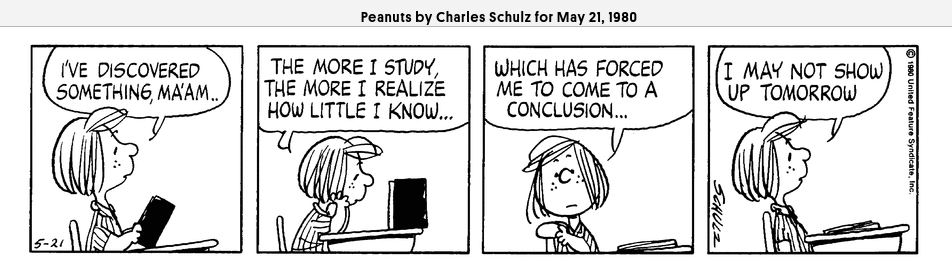 Peanuts by Charles Schulz for May 21, 1980
I'VE DISCOVERED
SOMETHING, MA'AM..
5-21
THE MORE I STUDY,
THE MORE I REALIZE
HOW LITTLE I KNOW...
WHICH HAS FORCED
ME TO COME TO A
CONCLUSION...
I MAY NOT SHOW
UP TOMORROW
SCHULZ
© 1980 United Feature Syndicate, Inc.